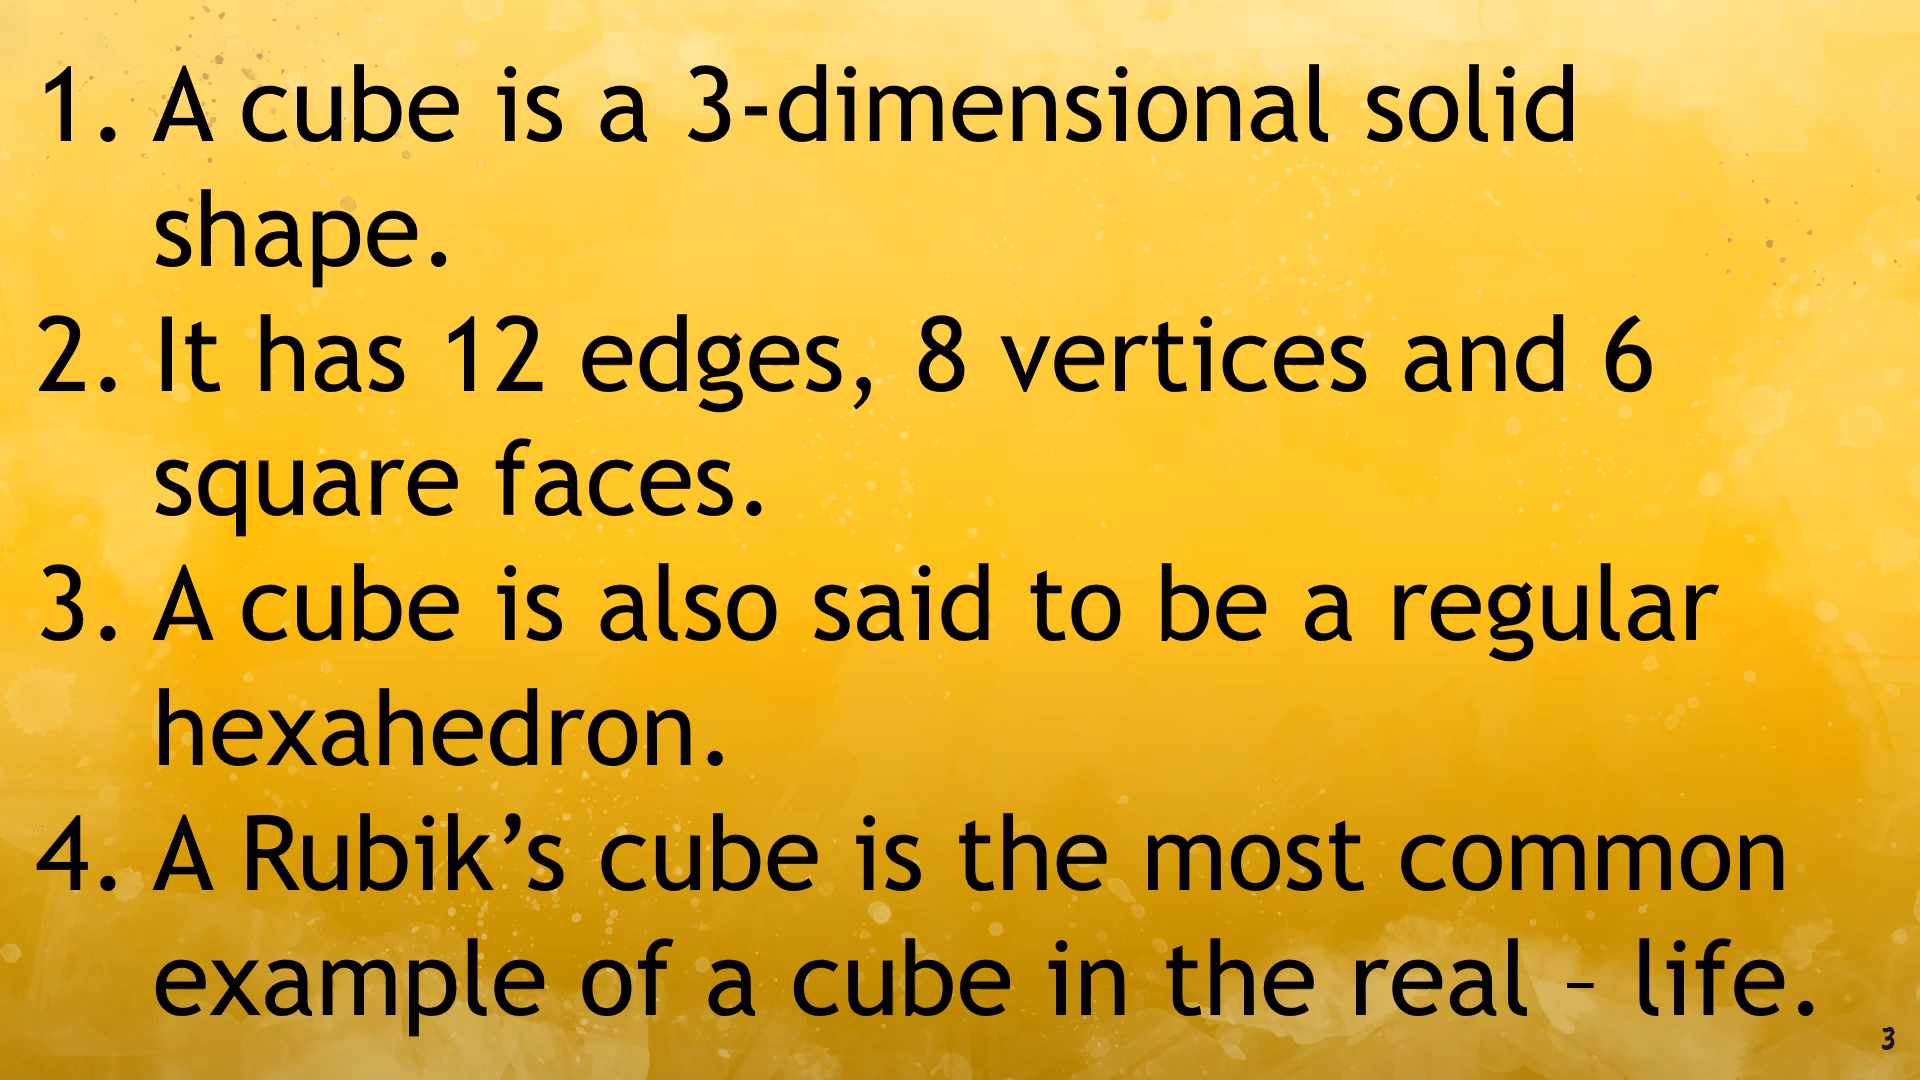 1. A cube is a 3-dimensional solid
shape.
2. It has 12 edges, 8 vertices and 6
square faces.
3. A cube is also said to be a regular
hexahedron.
4. A Rubik’s cube is the most common
example of a cube in the real – life.
3